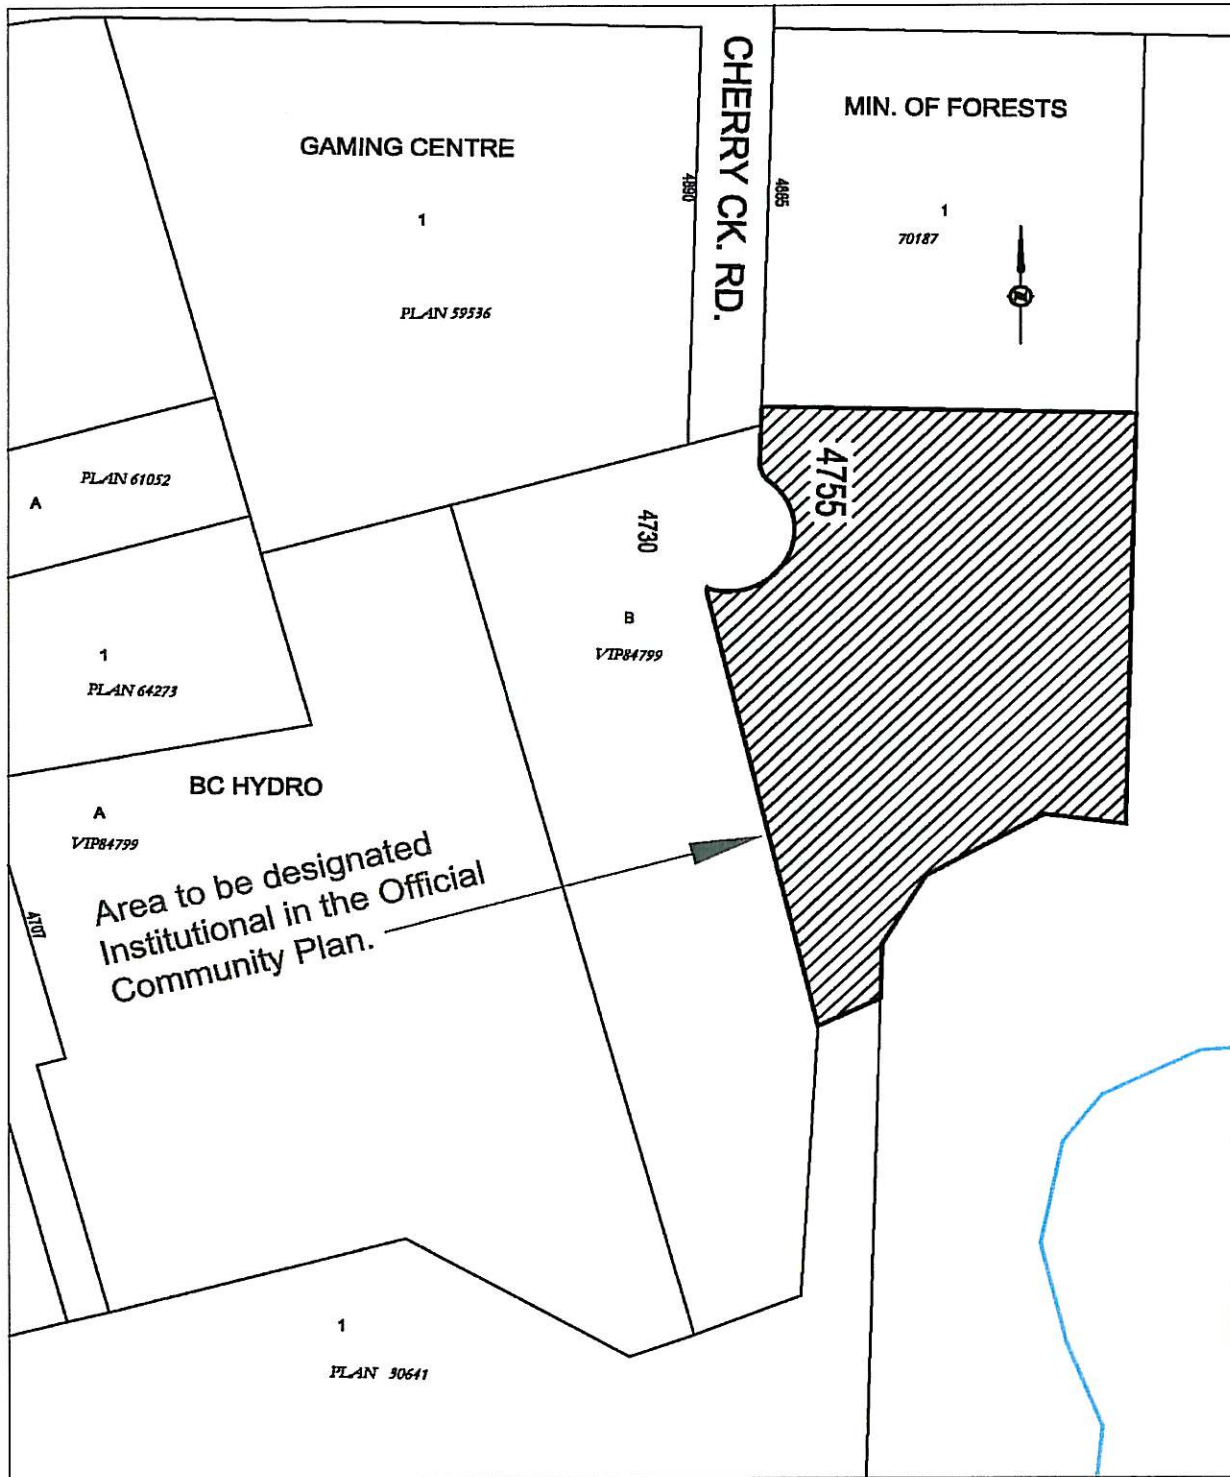 CHERRY CK. RD.
MIN. OF FORESTS
GAMING CENTRE
1
PLAN 59536
4890
4885
1
70187
N
4755
PLAN 61052
A
4730
B
VIP84799
1
PLAN 64273
BC HYDRO
A
VIP84799
Area to be designated
Institutional in the Official
Community Plan.
4707
1
PLAN 30641